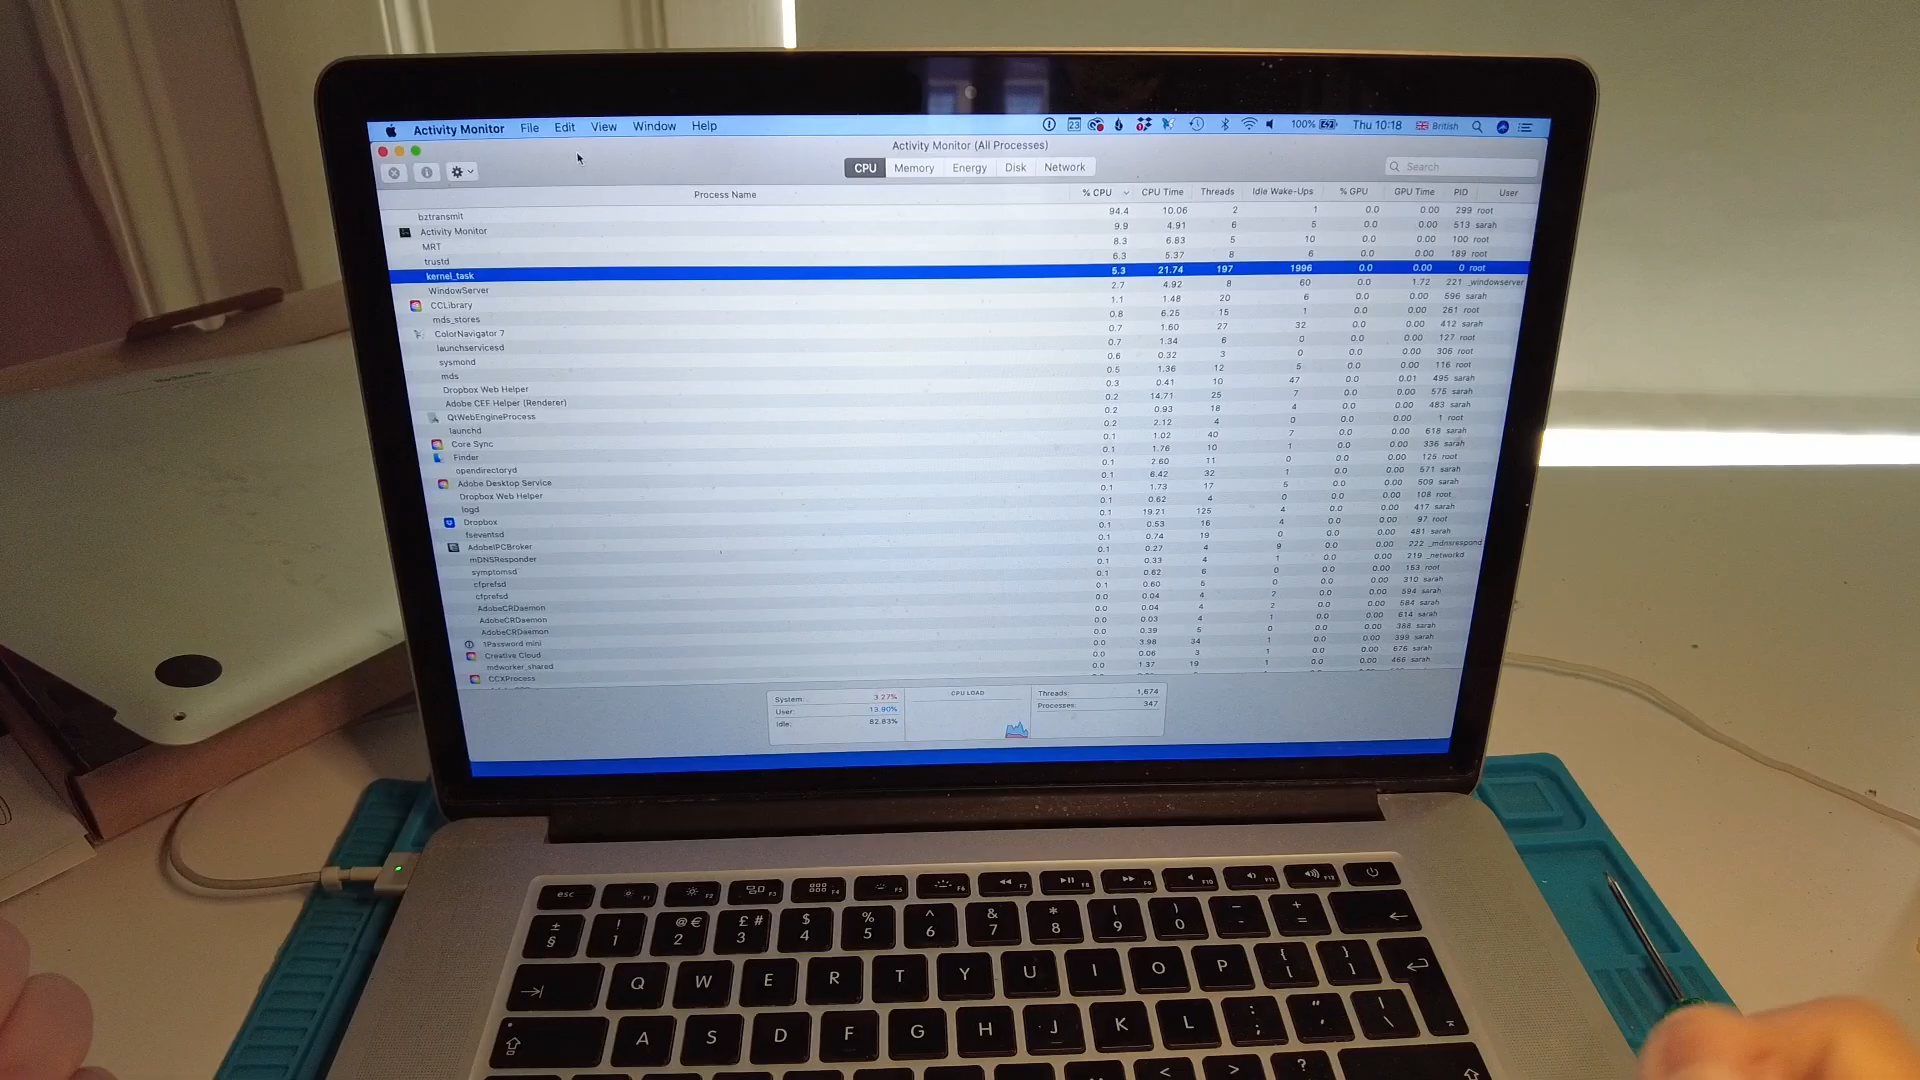 Activity Monitor File Edit View Window Help 23 100% Thu 10:18 British
Activity Monitor (All Processes)
CPU Memory Energy Disk Network Search
Process Name % CPU CPU Time Threads Idle Wake-Ups % GPU GPU Time PID User
bztransmit 94.4 10.06 2 1 0.0 0.00 299 root
Activity Monitor 9.9 4.91 6 5 0.0 0.00 513 sarah
MRT 8.3 6.83 5 10 0.0 0.00 100 root
trustd 6.3 5.37 8 6 0.0 0.00 189 root
kernel_task 5.3 21.74 197 1996 0.0 0.00 0 root
WindowServer 2.7 4.92 8 60 0.0 1.72 221 _windowserver
CCLibrary 1.1 1.48 20 6 0.0 0.00 596 sarah
mds_stores 0.8 6.25 15 1 0.0 0.00 261 root
ColorNavigator 7 0.7 1.60 27 32 0.0 0.00 412 sarah
launchservicesd 0.7 1.34 6 0 0.0 0.00 127 root
sysmond 0.6 0.32 3 0 0.0 0.00 306 root
mds 0.5 1.36 12 5 0.0 0.00 116 root
Dropbox Web Helper 0.3 0.41 10 47 0.0 0.01 495 sarah
Adobe CEF Helper (Renderer) 0.2 14.71 25 7 0.0 0.00 575 sarah
QtWebEngineProcess 0.2 0.93 18 4 0.0 0.00 483 sarah
launchd 0.2 2.12 4 0 0.0 0.00 1 root
Core Sync 0.1 1.02 40 7 0.0 0.00 618 sarah
Finder 0.1 1.76 10 1 0.0 0.00 336 sarah
opendirectoryd 0.1 2.60 11 0 0.0 0.00 125 root
Adobe Desktop Service 0.1 6.42 32 1 0.0 0.00 571 sarah
Dropbox Web Helper 0.1 1.73 17 5 0.0 0.00 509 sarah
logd 0.1 0.62 4 0 0.0 0.00 108 root
Dropbox 0.1 19.21 125 4 0.0 0.00 417 sarah
fseventsd 0.1 0.53 16 4 0.0 0.00 97 root
AdobeIPCBroker 0.1 0.74 19 0 0.0 0.00 481 sarah
mDNSResponder 0.1 0.27 4 9 0.0 0.00 222 _mdnsrespond
symptomsd 0.1 0.33 4 1 0.0 0.00 219 _networkd
cfprefsd 0.1 0.62 6 0 0.0 0.00 153 root
cfprefsd 0.1 0.60 5 0 0.0 0.00 310 sarah
AdobeCRDaemon 0.0 0.04 4 2 0.0 0.00 594 sarah
AdobeCRDaemon 0.0 0.04 4 2 0.0 0.00 584 sarah
AdobeCRDaemon 0.0 0.03 4 1 0.0 0.00 614 sarah
1Password mini 0.0 0.39 5 0 0.0 0.00 388 sarah
Creative Cloud 0.0 3.98 34 1 0.0 0.00 399 sarah
mdworker_shared 0.0 0.06 3 1 0.0 0.00 676 sarah
CCXProcess 0.0 1.37 19 1 0.0 0.00 466 sarah
System: 3.27% CPU LOAD Threads: 1,674
User: 13.90% Processes: 347
Idle: 82.83%
esc F1 F2 F3 F4 F5 F6 F7 F8 F9 F10 F11 F12
± ! @ € £ # $ % ^ & * ( ) _ +
§ 1 2 3 4 5 6 7 8 9 0 - =
Q W E R T Y U I O P { }
[ ]
A S D F G H J K L : " |
; ' \
< > ?